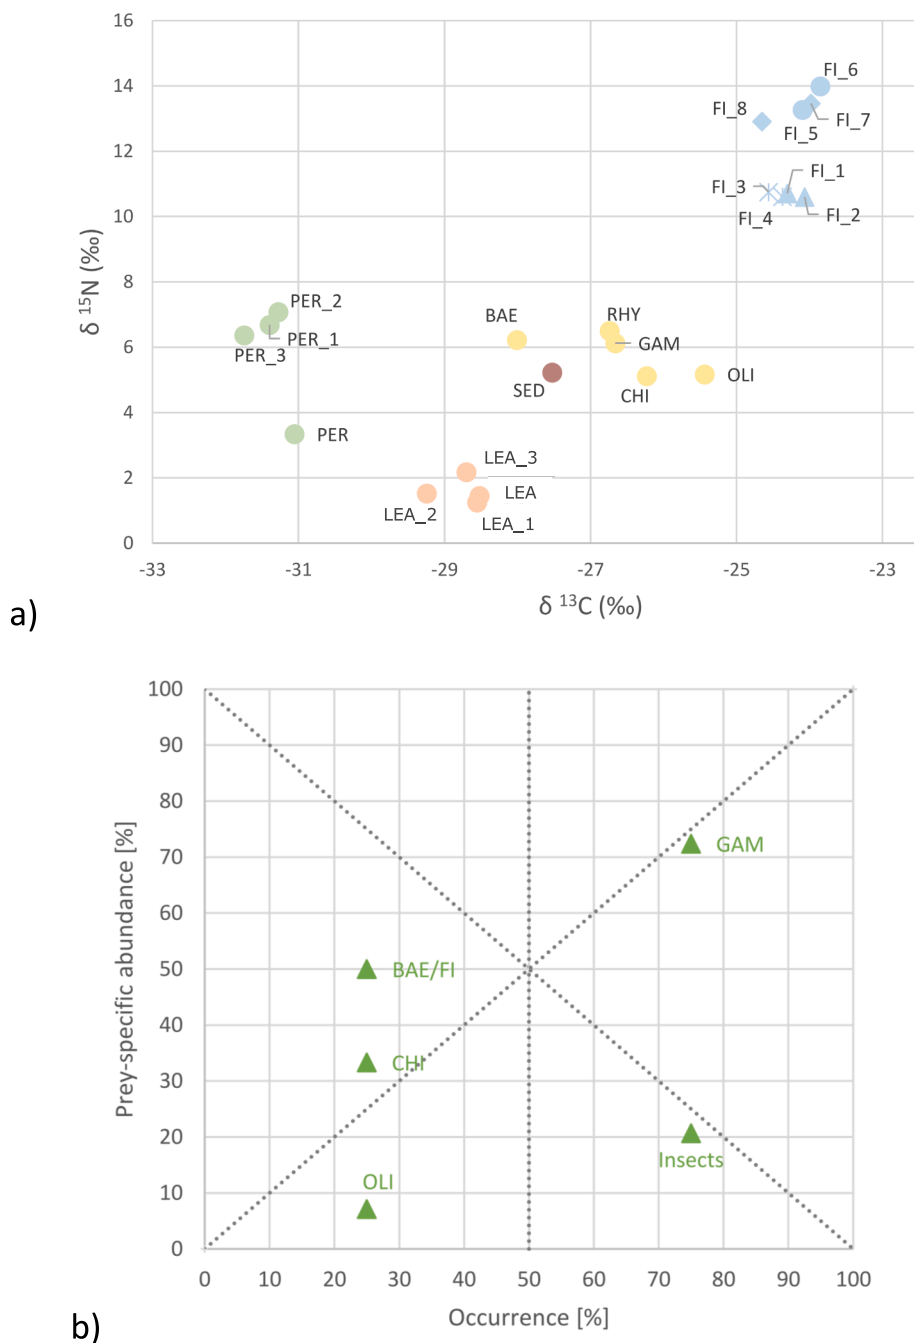 16
14
12
10
8
6
4
2
0
δ ¹⁵N (‰)
FI_6
FI_8
FI_7
FI_5
FI_1
FI_3
FI_4
FI_2
PER_2
PER_1
PER_3
PER
BAE
RHY
GAM
SED
CHI
OLI
LEA_3
LEA
LEA_2
LEA_1
-33 -31 -29 -27 -25 -23
δ ¹³C (‰)
a)
100
90
80
70
60
50
40
30
20
10
0
Prey-specific abundance [%]
GAM
BAE/FI
CHI
Insects
OLI
0 10 20 30 40 50 60 70 80 90 100
Occurrence [%]
b)